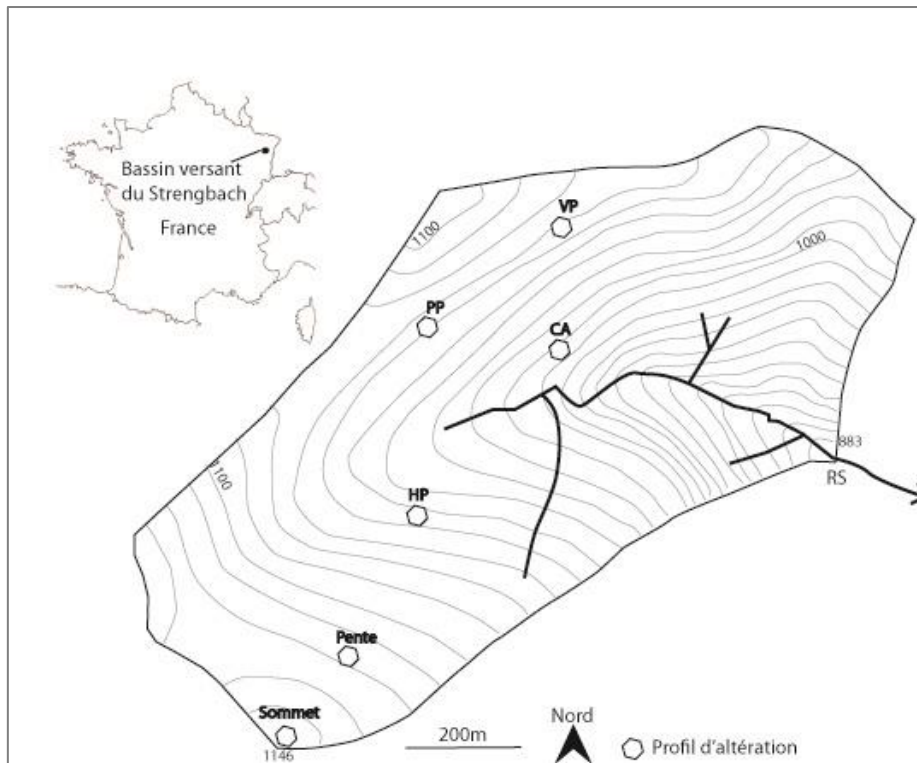 Bassin versant
du Strengbach
France
VP
1100
1000
PP
CA
883
RS
1100
HP
Pente
Sommet
1146
200m
Nord
Profil d'altération